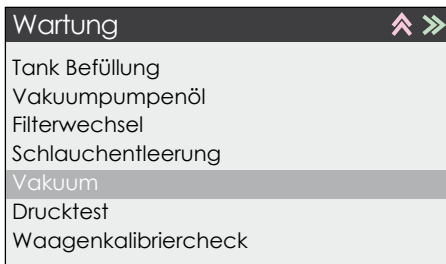 Wartung
Tank Befüllung
Vakuumpumpenöl
Filterwechsel
Schlauchentleerung
Vakuum
Drucktest
Waagenkalibriercheck